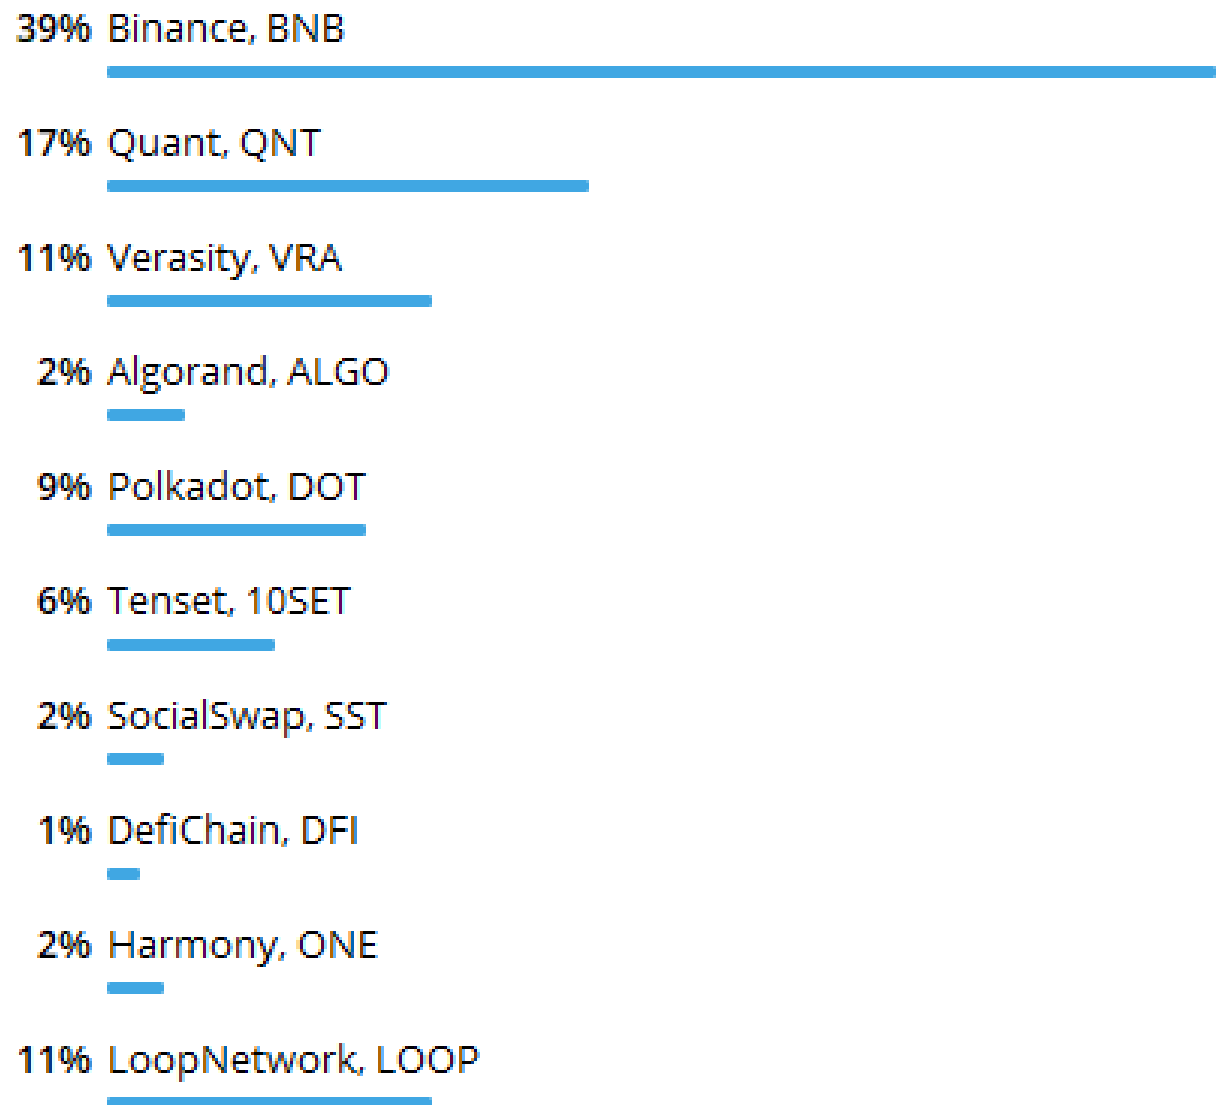 39% Binance, BNB
17% Quant, QNT
11% Verasity, VRA
2% Algorand, ALGO
9% Polkadot, DOT
6% Tenset, 10SET
2% SocialSwap, SST
1% DefiChain, DFI
2% Harmony, ONE
11% LoopNetwork, LOOP